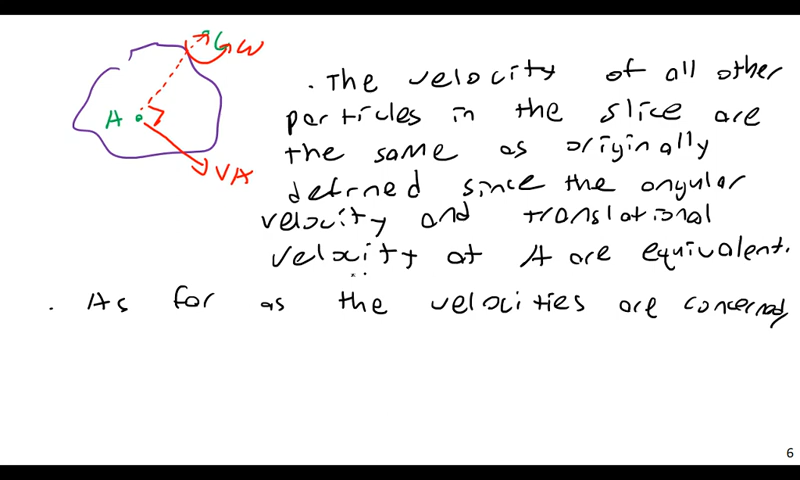 C W
A
VA
. The velocity of all other
particles in the slice are
the same as originally
defined since the angular
velocity and translational
velocity at A are equivalent.
. As far as the velocities are concerned
6